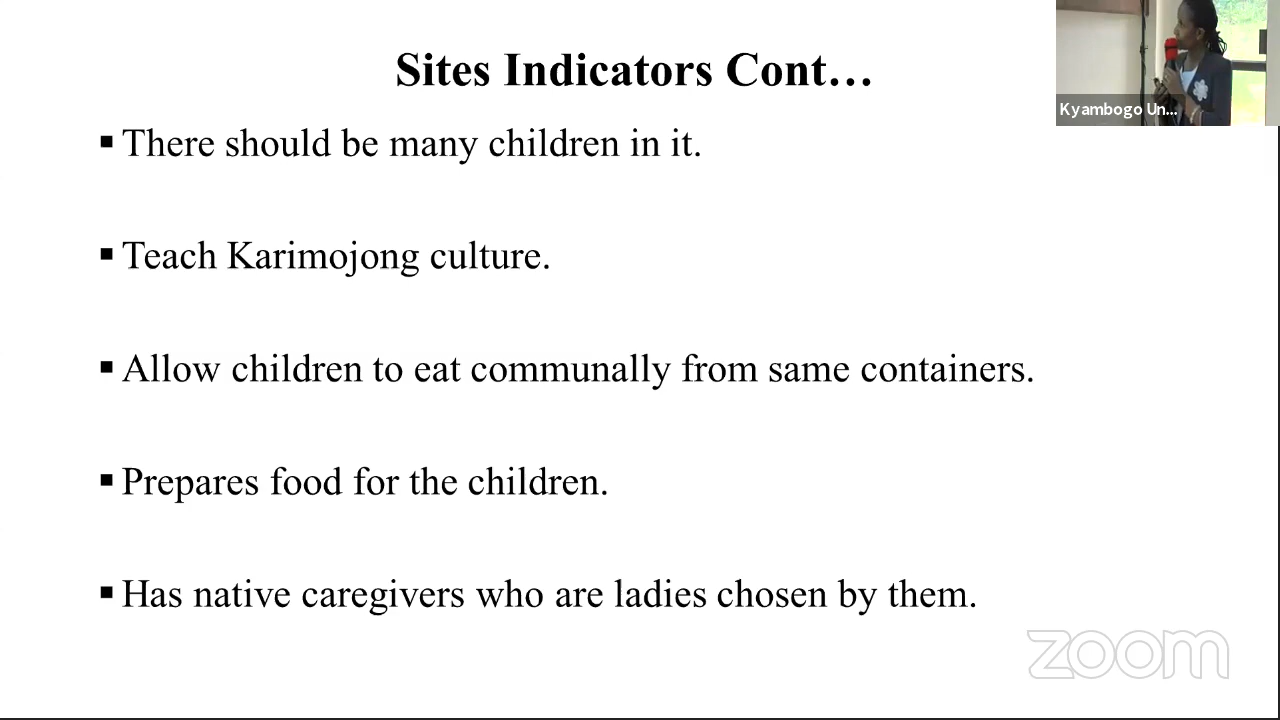 Sites Indicators Cont…
Kyambogo Un...
▪ There should be many children in it.
▪ Teach Karimojong culture.
▪ Allow children to eat communally from same containers.
▪ Prepares food for the children.
▪ Has native caregivers who are ladies chosen by them.
zoom